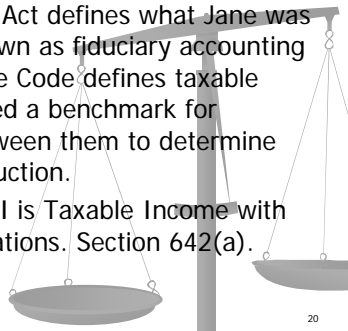 Act defines what Jane was
own as fiduciary accounting
e Code defines taxable
ed a benchmark for
ween them to determine
uction.
I is Taxable Income with
ations. Section 642(a).
20